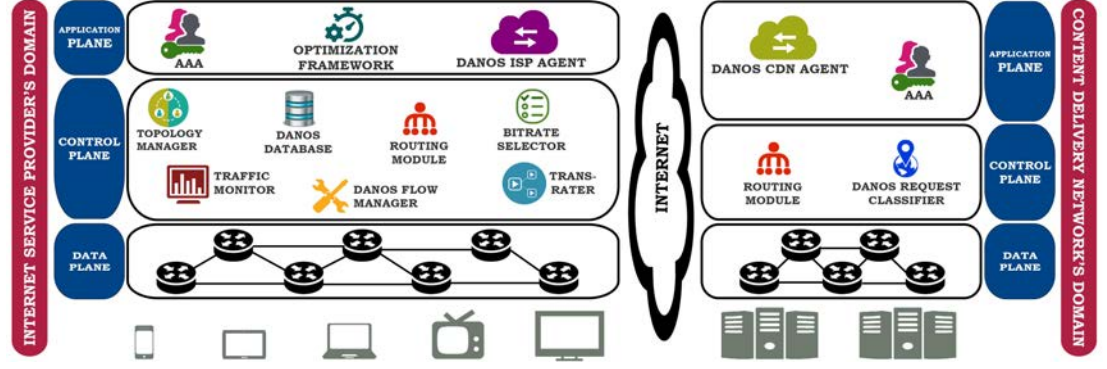 INTERNET SERVICE PROVIDER'S DOMAIN
APPLICATION
PLANE
AAA
OPTIMIZATION
FRAMEWORK
DANOS ISP AGENT
CONTROL
PLANE
TOPOLOGY
MANAGER
DANOS
DATABASE
ROUTING
MODULE
BITRATE
SELECTOR
TRAFFIC
MONITOR
DANOS FLOW
MANAGER
TRANS-
RATER
DATA
PLANE
INTERNET
DANOS CDN AGENT
AAA
APPLICATION
PLANE
ROUTING
MODULE
DANOS REQUEST
CLASSIFIER
CONTROL
PLANE
DATA
PLANE
CONTENT DELIVERY NETWORK'S DOMAIN